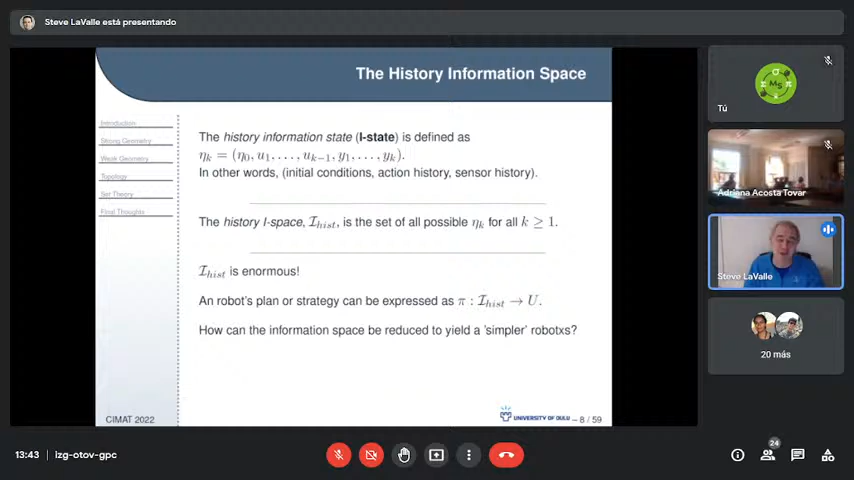 Steve LaValle está presentando
The History Information Space
Introduction
Strong Geometry
Weak Geometry
Topology
Set Theory
Final Thoughts
The history information state (I-state) is defined as
ηₖ = (η₀, u₁, . . . , uₖ₋₁, y₁, . . . , yₖ).
In other words, (initial conditions, action history, sensor history).
The history I-space, ℐₕᵢₛₜ, is the set of all possible ηₖ for all k ≥ 1.
ℐₕᵢₛₜ is enormous!
An robot's plan or strategy can be expressed as π : ℐₕᵢₛₜ → U.
How can the information space be reduced to yield a 'simpler' robotxs?
CIMAT 2022
UNIVERSITY OF OULU – 8 / 59
MS
Tú
Adriana Acosta Tovar
Steve LaValle
20 más
13:43 | lzg-otov-gpc
24